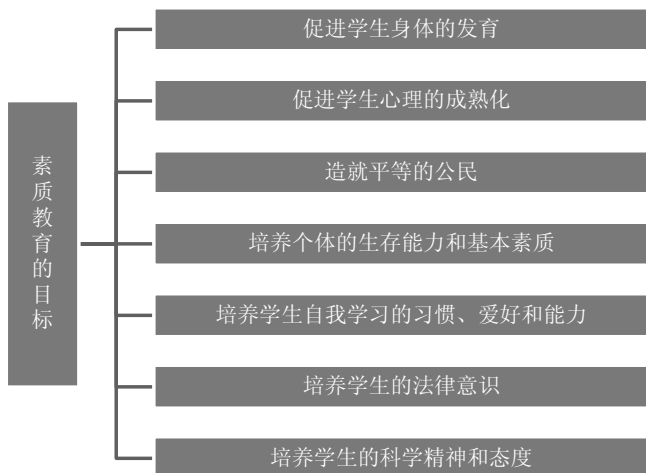 素质教育的目标
促进学生身体的发育
促进学生心理的成熟化
造就平等的公民
培养个体的生存能力和基本素质
培养学生自我学习的习惯、爱好和能力
培养学生的法律意识
培养学生的科学精神和态度